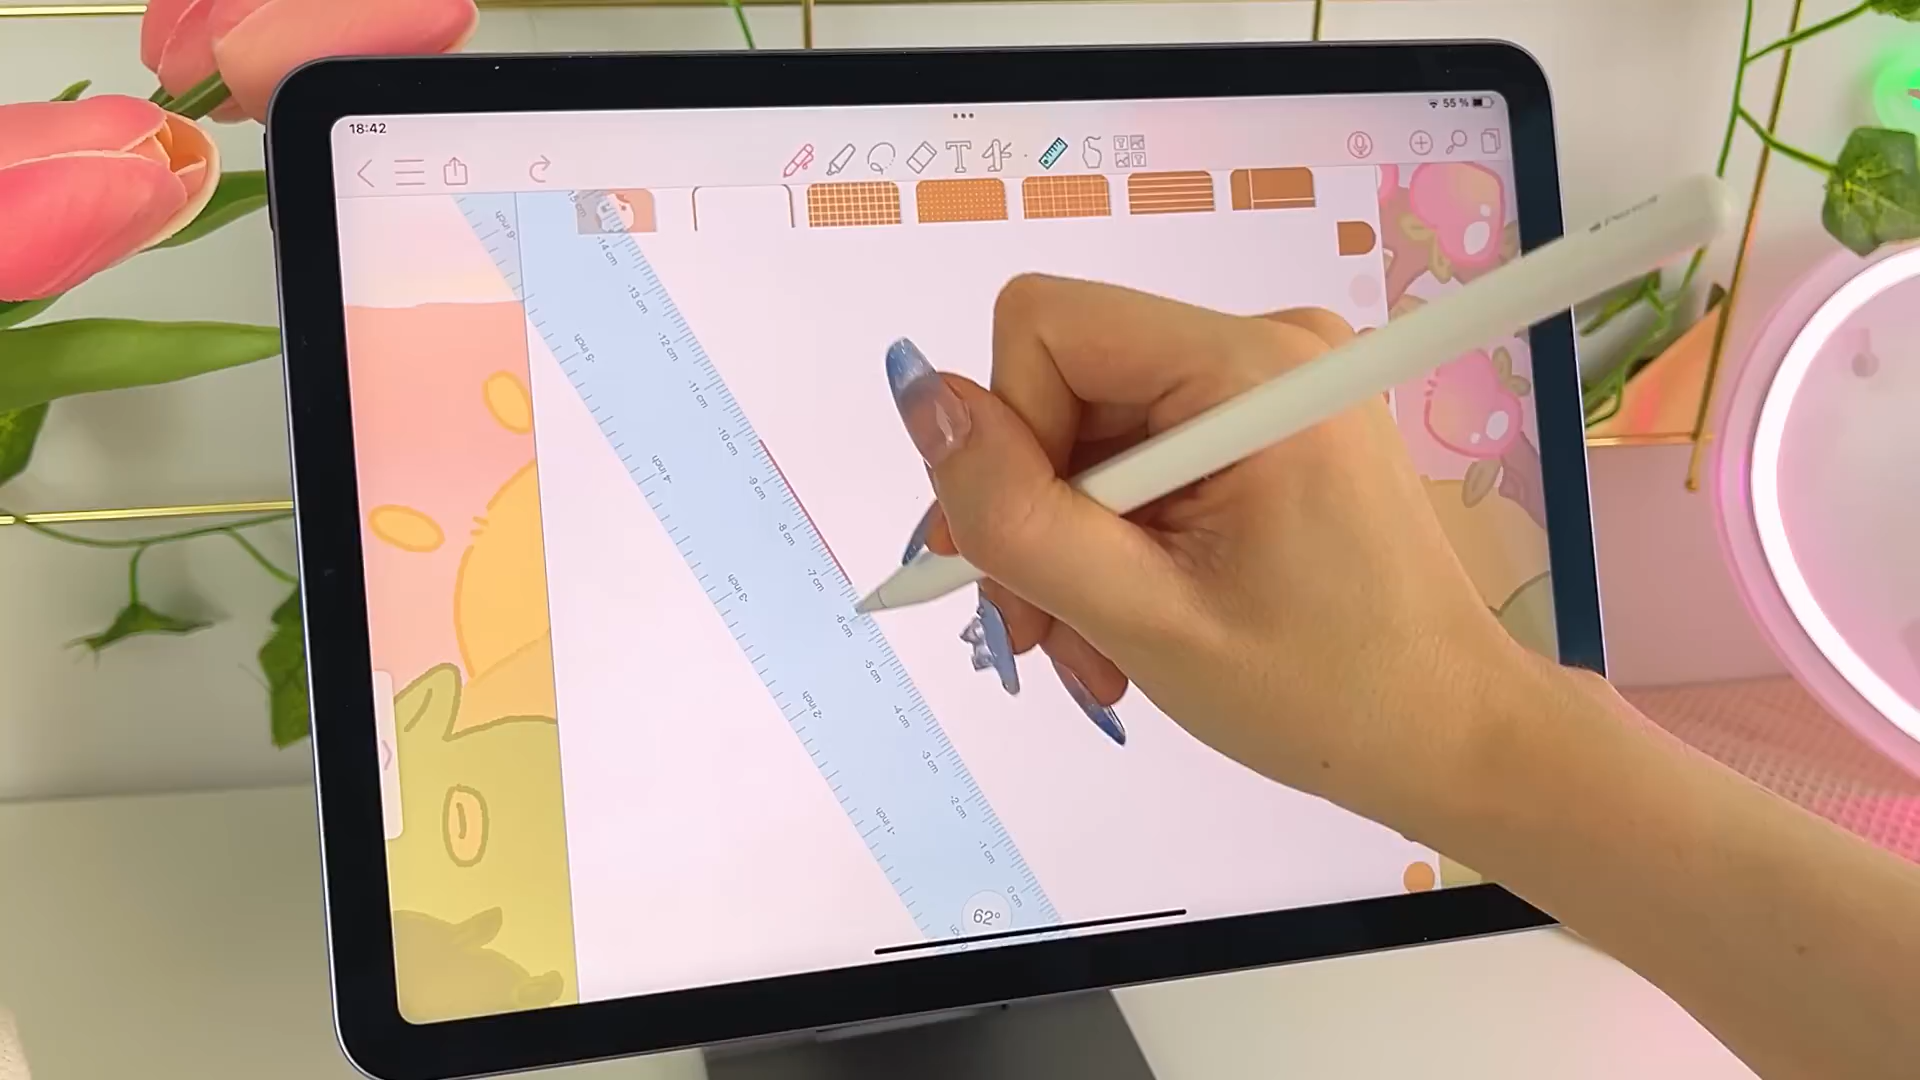 18:42
55 %
Pencil
15 cm
-14 cm
-13 cm
-12 cm
-11 cm
-10 cm
-9 cm
-8 cm
-7 cm
-6 cm
-5 cm
-4 cm
-3 cm
-2 cm
-1 cm
0 cm
-6 inch
-5 inch
-4 inch
-3 inch
-2 inch
-1 inch
62°